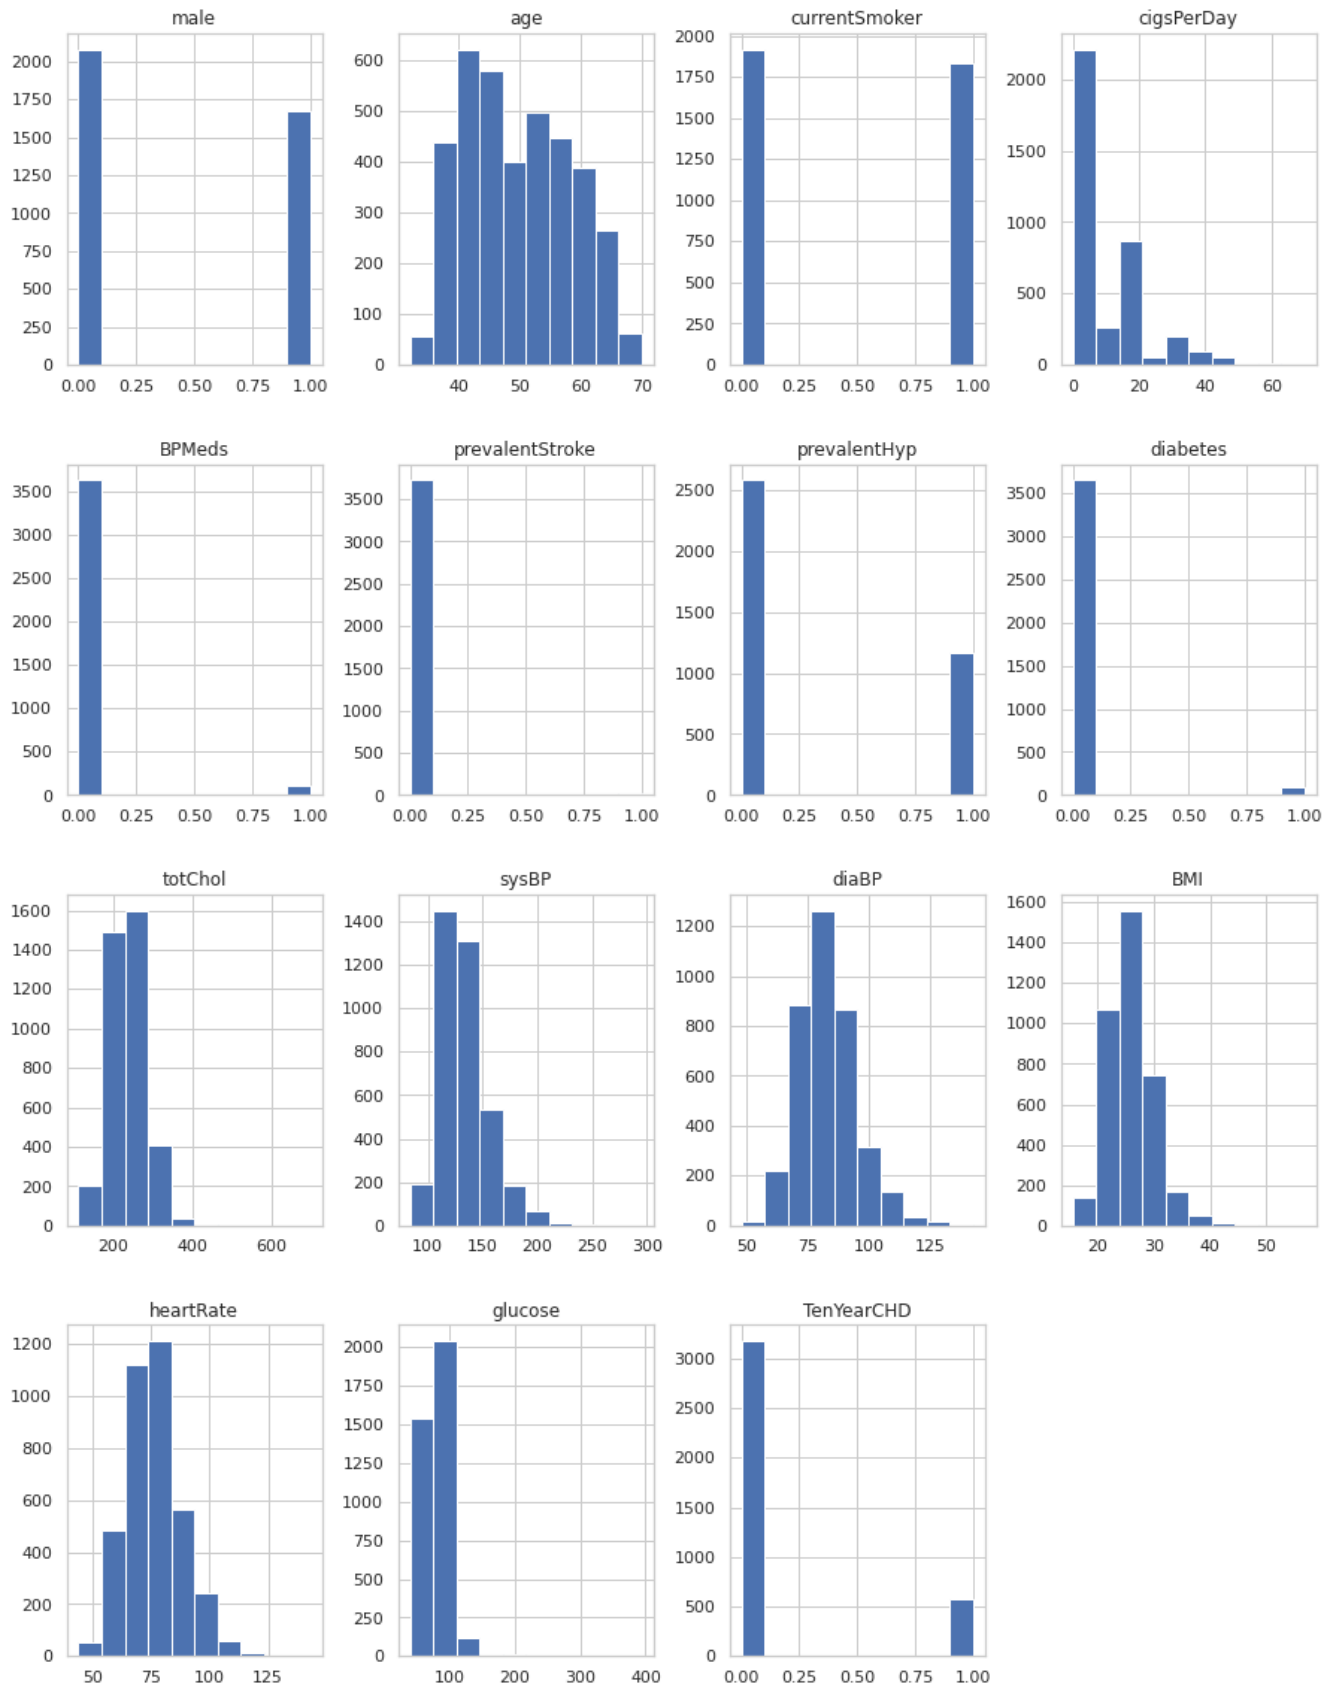 male age currentSmoker cigsPerDay
2000 1750 1500 1250 1000 750 500 250 0
0.00 0.25 0.50 0.75 1.00
600 500 400 300 200 100 0
40 50 60 70
2000 1750 1500 1250 1000 750 500 250 0
0.00 0.25 0.50 0.75 1.00
2000 1500 1000 500 0
0 20 40 60
BPMeds prevalentStroke prevalentHyp diabetes
3500 3000 2500 2000 1500 1000 500 0
0.00 0.25 0.50 0.75 1.00
3500 3000 2500 2000 1500 1000 500 0
0.00 0.25 0.50 0.75 1.00
2500 2000 1500 1000 500 0
0.00 0.25 0.50 0.75 1.00
3500 3000 2500 2000 1500 1000 500 0
0.00 0.25 0.50 0.75 1.00
totChol sysBP diaBP BMI
1600 1400 1200 1000 800 600 400 200 0
200 400 600
1400 1200 1000 800 600 400 200 0
100 150 200 250 300
1200 1000 800 600 400 200 0
50 75 100 125
1600 1400 1200 1000 800 600 400 200 0
20 30 40 50
heartRate glucose TenYearCHD
1200 1000 800 600 400 200 0
50 75 100 125
2000 1750 1500 1250 1000 750 500 250 0
100 200 300 400
3000 2500 2000 1500 1000 500 0
0.00 0.25 0.50 0.75 1.00